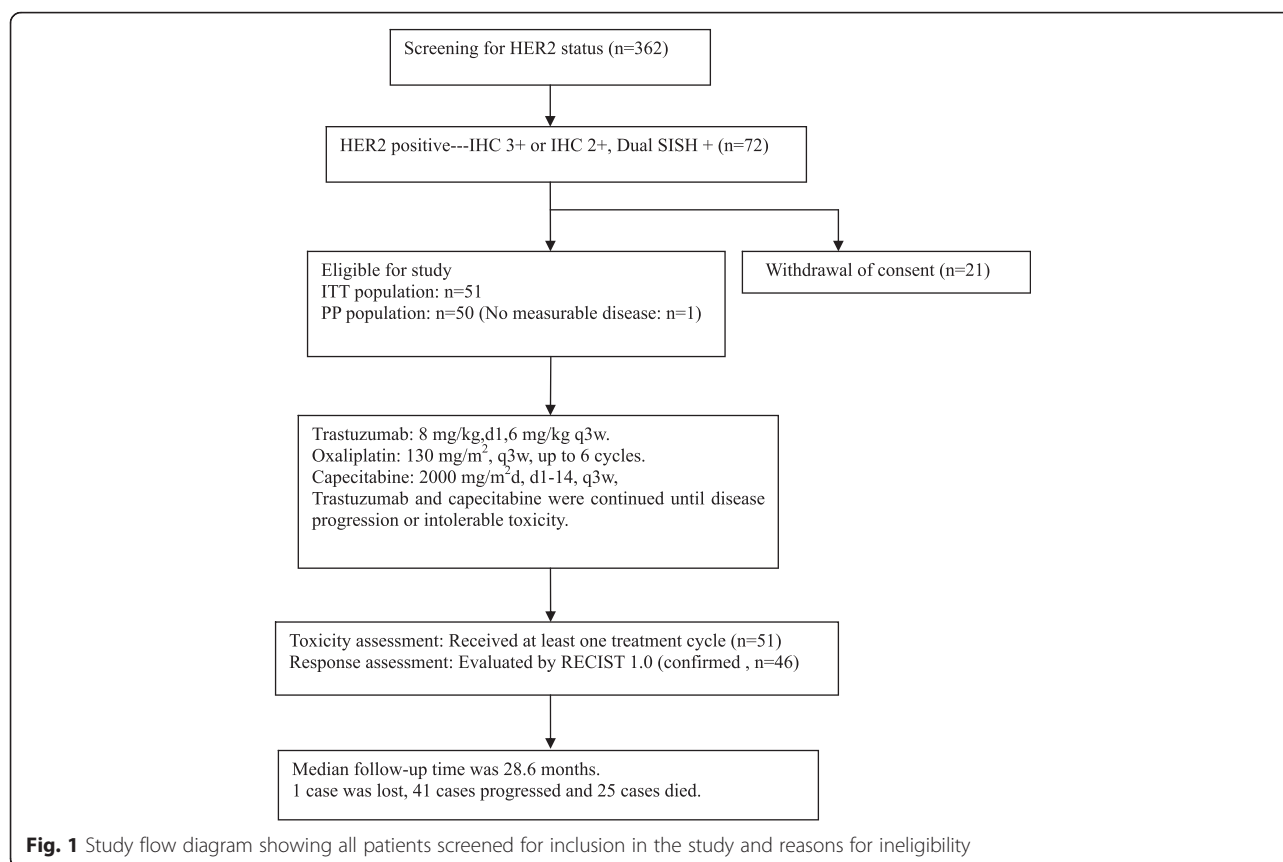 Screening for HER2 status (n=362)
HER2 positive---IHC 3+ or IHC 2+, Dual SISH + (n=72)
Eligible for study
ITT population: n=51
PP population: n=50 (No measurable disease: n=1)
Withdrawal of consent (n=21)
Trastuzumab: 8 mg/kg,d1,6 mg/kg q3w.
Oxaliplatin: 130 mg/m², q3w, up to 6 cycles.
Capecitabine: 2000 mg/m²d, d1-14, q3w,
Trastuzumab and capecitabine were continued until disease
progression or intolerable toxicity.
Toxicity assessment: Received at least one treatment cycle (n=51)
Response assessment: Evaluated by RECIST 1.0 (confirmed , n=46)
Median follow-up time was 28.6 months.
1 case was lost, 41 cases progressed and 25 cases died.
Fig. 1 Study flow diagram showing all patients screened for inclusion in the study and reasons for ineligibility